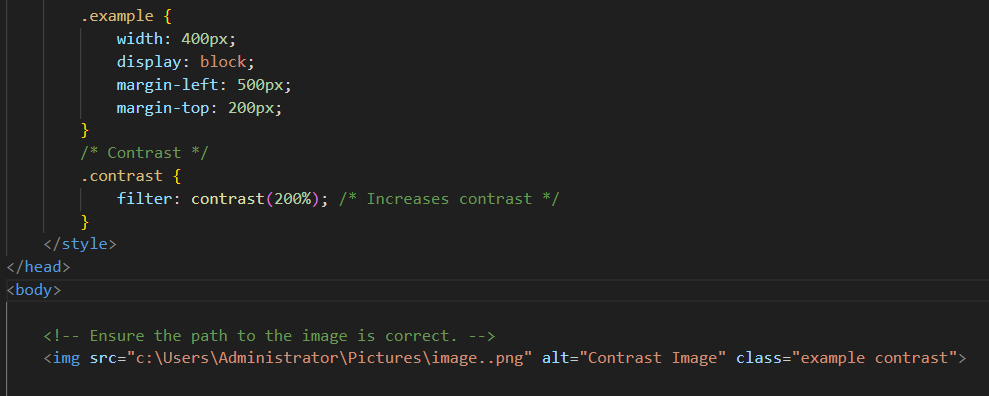 .example {
width: 400px;
display: block;
margin-left: 500px;
margin-top: 200px;
}
/* Contrast */
.contrast {
filter: contrast(200%); /* Increases contrast */
}
</style>
</head>
<body>
<!-- Ensure the path to the image is correct. -->
<img src="c:\Users\Administrator\Pictures\image..png" alt="Contrast Image" class="example contrast">